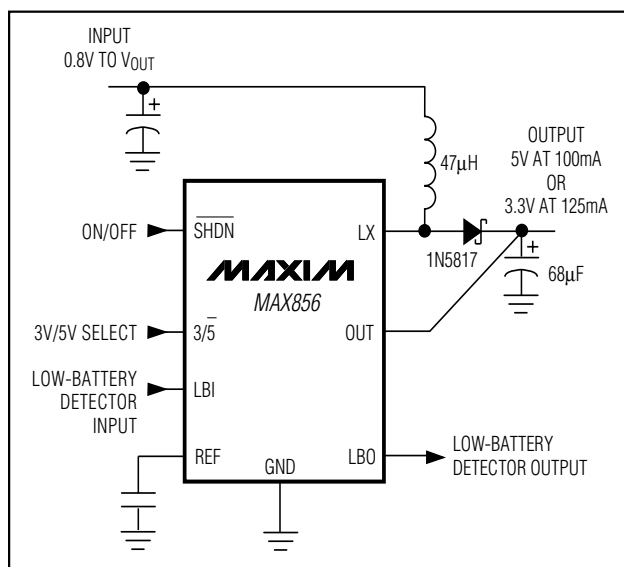 INPUT
0.8V TO VOUT
47µH
OUTPUT
5V AT 100mA
OR
3.3V AT 125mA
ON/OFF
S̅H̅D̅N̅
LX
1N5817
68µF
MAXIM
MAX856
3V/5V SELECT
3/5̅
OUT
LOW-BATTERY
DETECTOR
INPUT
LBI
REF
GND
LBO
LOW-BATTERY
DETECTOR OUTPUT
+
+